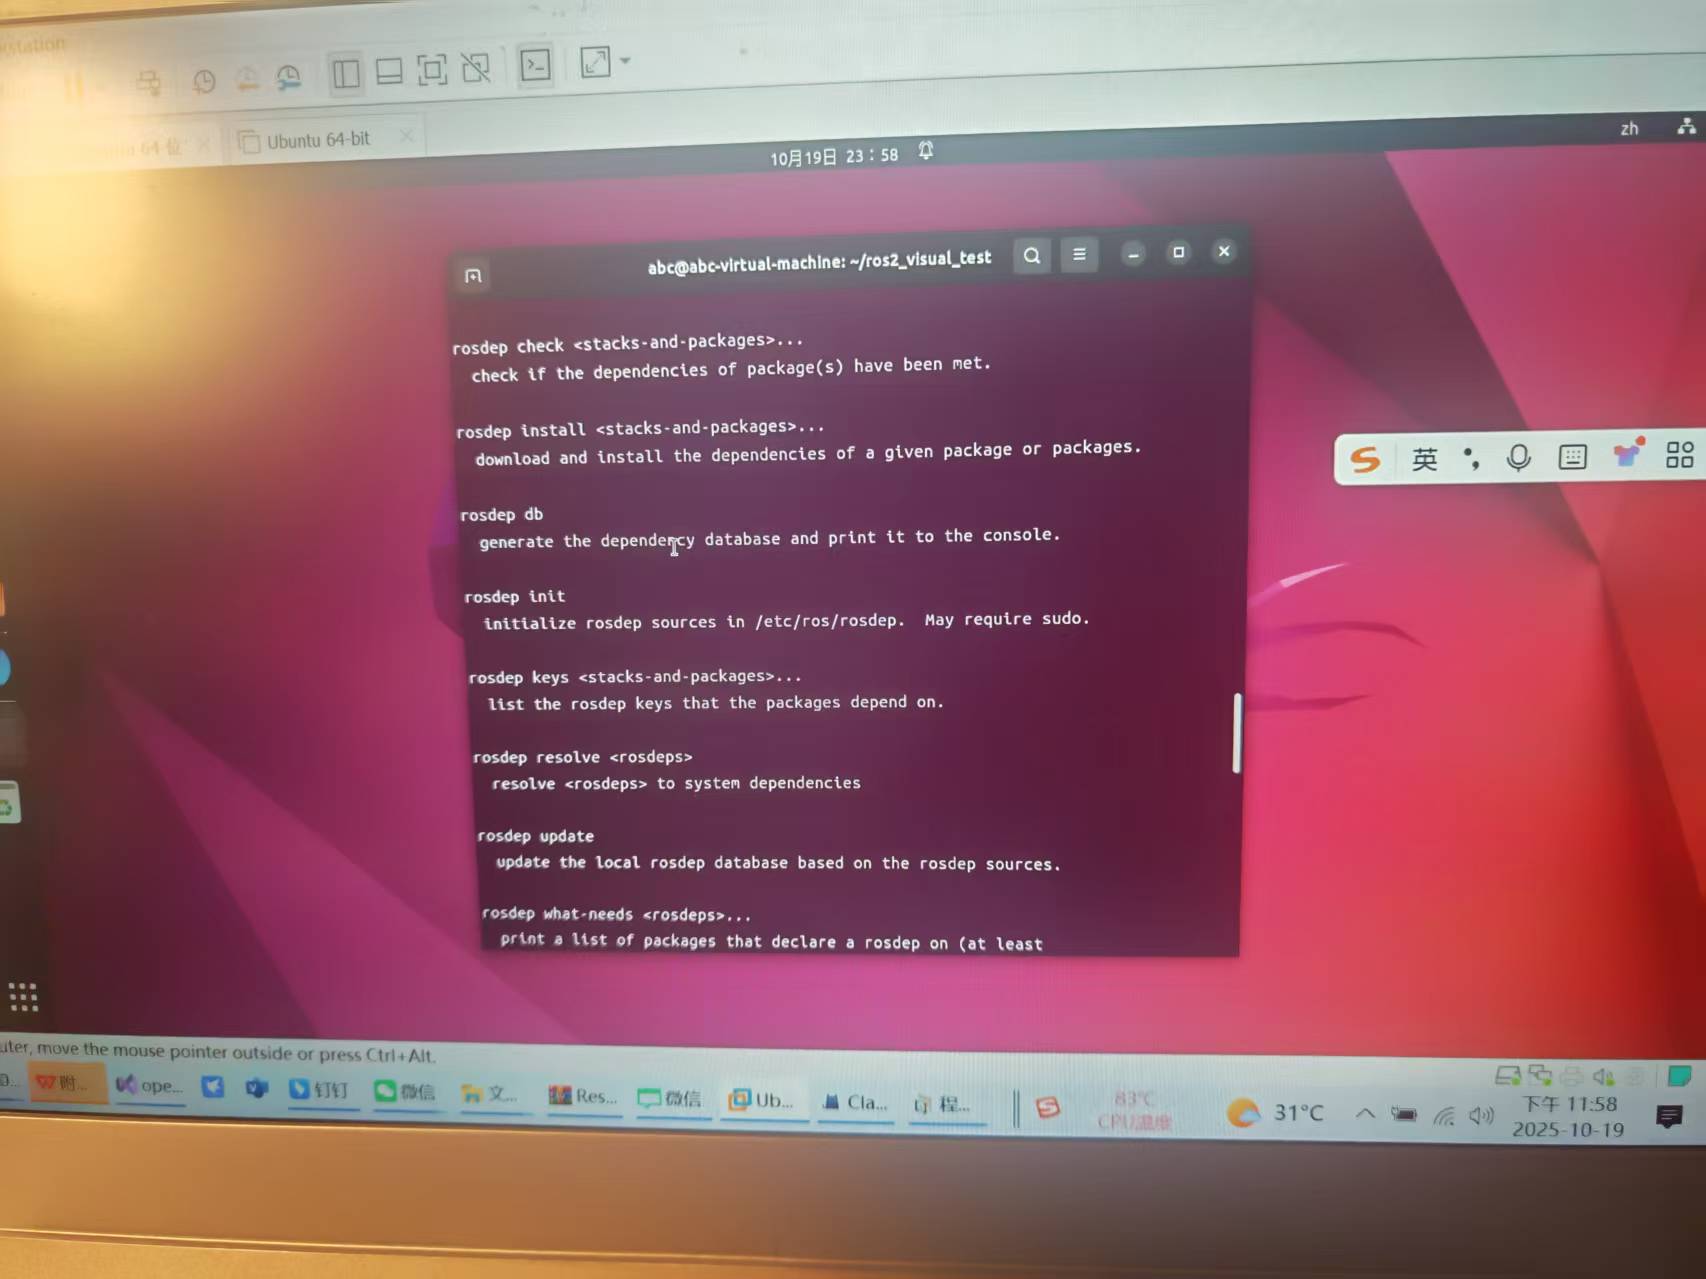 Ubuntu 64-bit
zh
10月19日 23：58
abc@abc-virtual-machine: ~/ros2_visual_test
rosdep check <stacks-and-packages>...
check if the dependencies of package(s) have been met.
rosdep install <stacks-and-packages>...
download and install the dependencies of a given package or packages.
英
rosdep db
generate the dependency database and print it to the console.
rosdep init
initialize rosdep sources in /etc/ros/rosdep.  May require sudo.
rosdep keys <stacks-and-packages>...
list the rosdep keys that the packages depend on.
rosdep resolve <rosdeps>
resolve <rosdeps> to system dependencies
rosdep update
update the local rosdep database based on the rosdep sources.
rosdep what-needs <rosdeps>...
print a list of packages that declare a rosdep on (at least
move the mouse pointer outside or press Ctrl+Alt.
附... ope... 钉钉 微信 文... Res... 微信 Ub... Cla... 程... 83°C 31°C 下午 11:58
CPU温度 2025-10-19